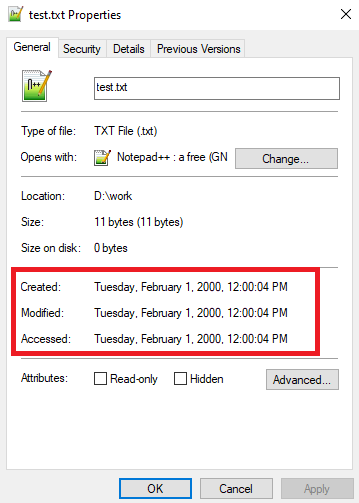 test.txt Properties
General Security Details Previous Versions
test.txt
Type of file: TXT File (.txt)
Opens with: Notepad++ : a free (GN Change...
Location: D:\work
Size: 11 bytes (11 bytes)
Size on disk: 0 bytes
Created: Tuesday, February 1, 2000, 12:00:04 PM
Modified: Tuesday, February 1, 2000, 12:00:04 PM
Accessed: Tuesday, February 1, 2000, 12:00:04 PM
Attributes: Read-only Hidden Advanced...
OK Cancel Apply